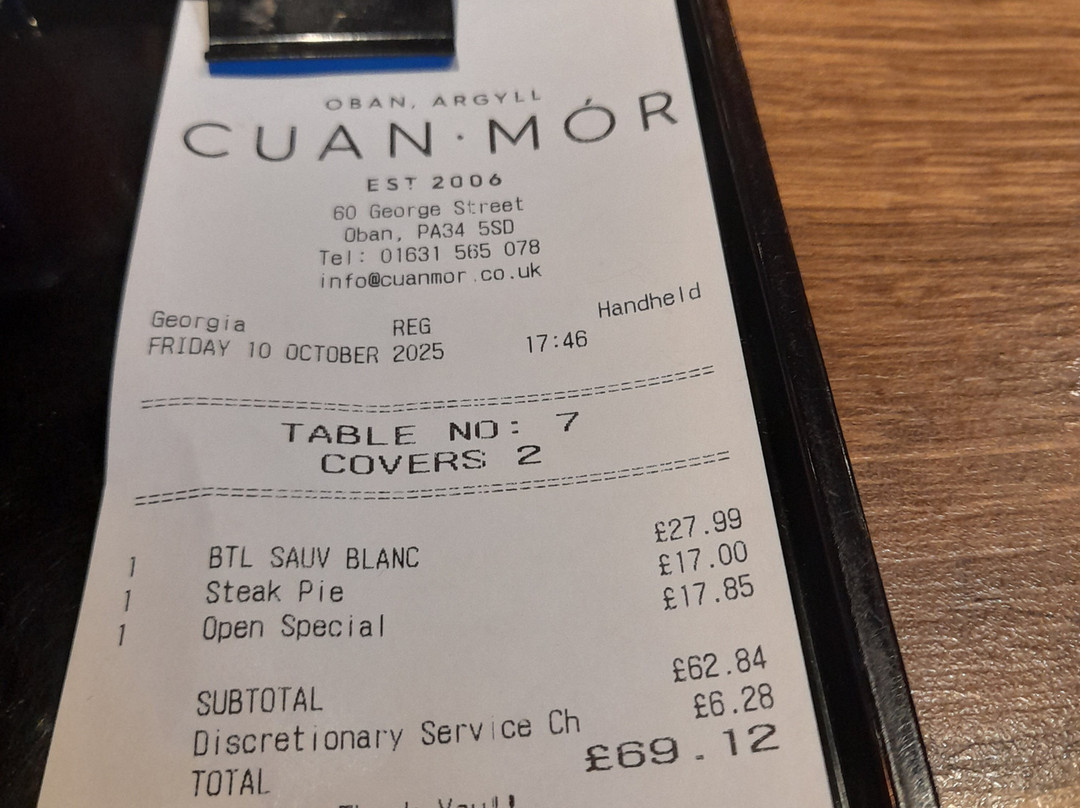 OBAN, ARGYLL
CUAN·MÓR
EST 2006
60 George Street
Oban, PA34 5SD
Tel: 01631 565 078
info@cuanmor.co.uk
Georgia REG Handheld
FRIDAY 10 OCTOBER 2025 17:46
TABLE NO: 7
COVERS 2
1 BTL SAUV BLANC £27.99
1 Steak Pie £17.00
1 Open Special £17.85
SUBTOTAL £62.84
Discretionary Service Ch £6.28
TOTAL £69.12